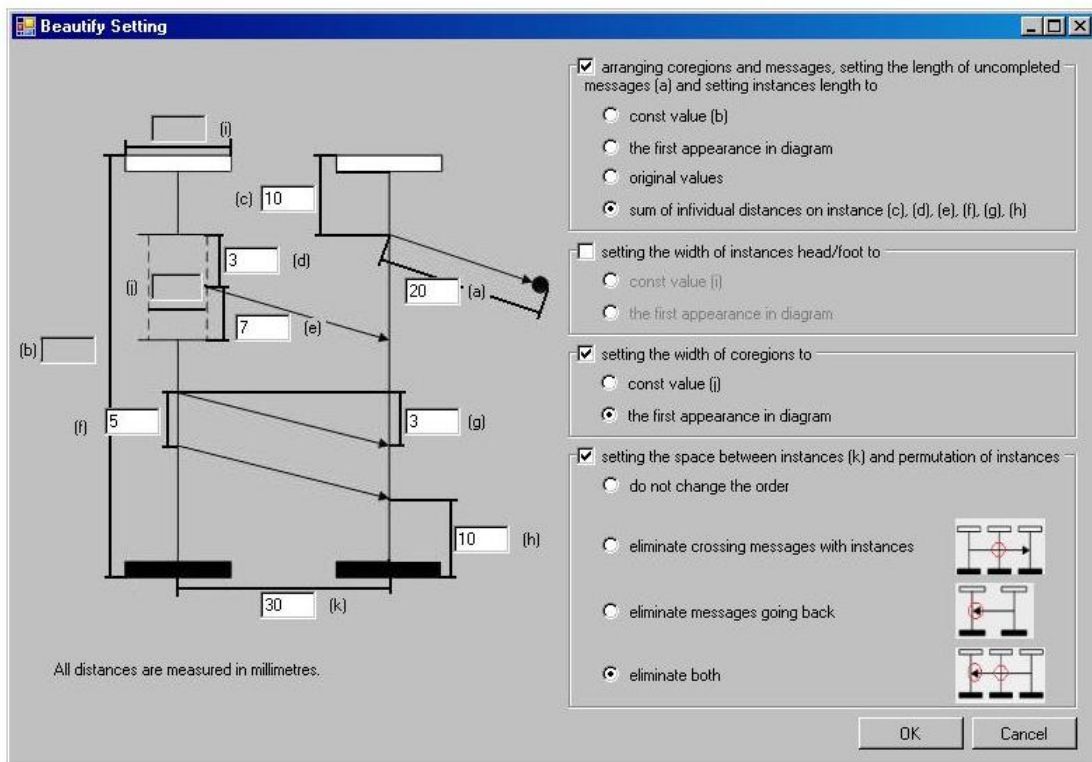 Beautify Setting
(i)
(c) 10
3 (d)
(j)
7 (e)
20 (a)
(b)
(f) 5
3 (g)
10 (h)
30 (k)
All distances are measured in millimetres.
arranging coregions and messages, setting the length of uncompleted
messages (a) and setting instances length to
const value (b)
the first appearance in diagram
original values
sum of infividual distances on instance (c), (d), (e), (f), (g), (h)
setting the width of instances head/foot to
const value (i)
the first appearance in diagram
setting the width of coregions to
const value (j)
the first appearance in diagram
setting the space between instances (k) and permutation of instances
do not change the order
eliminate crossing messages with instances
eliminate messages going back
eliminate both
OK
Cancel